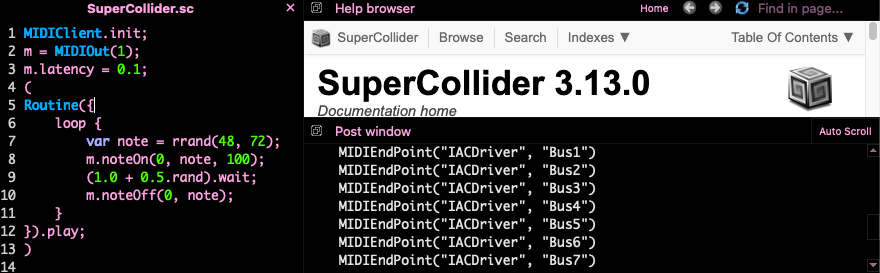 SuperCollider.sc ×
1 MIDIClient.init;
2 m = MIDIOut(1);
3 m.latency = 0.1;
4 (
5 Routine({
6     loop {
7         var note = rrand(48, 72);
8         m.noteOn(0, note, 100);
9         (1.0 + 0.5.rand).wait;
10         m.noteOff(0, note);
11     }
12 }).play;
13 )
14
Help browser Home Find in page...
SuperCollider Browse Search Indexes ▼ Table Of Contents ▼
SuperCollider 3.13.0
Documentation home
Post window Auto Scroll
MIDIEndPoint("IACDriver", "Bus1")
MIDIEndPoint("IACDriver", "Bus2")
MIDIEndPoint("IACDriver", "Bus3")
MIDIEndPoint("IACDriver", "Bus4")
MIDIEndPoint("IACDriver", "Bus5")
MIDIEndPoint("IACDriver", "Bus6")
MIDIEndPoint("IACDriver", "Bus7")